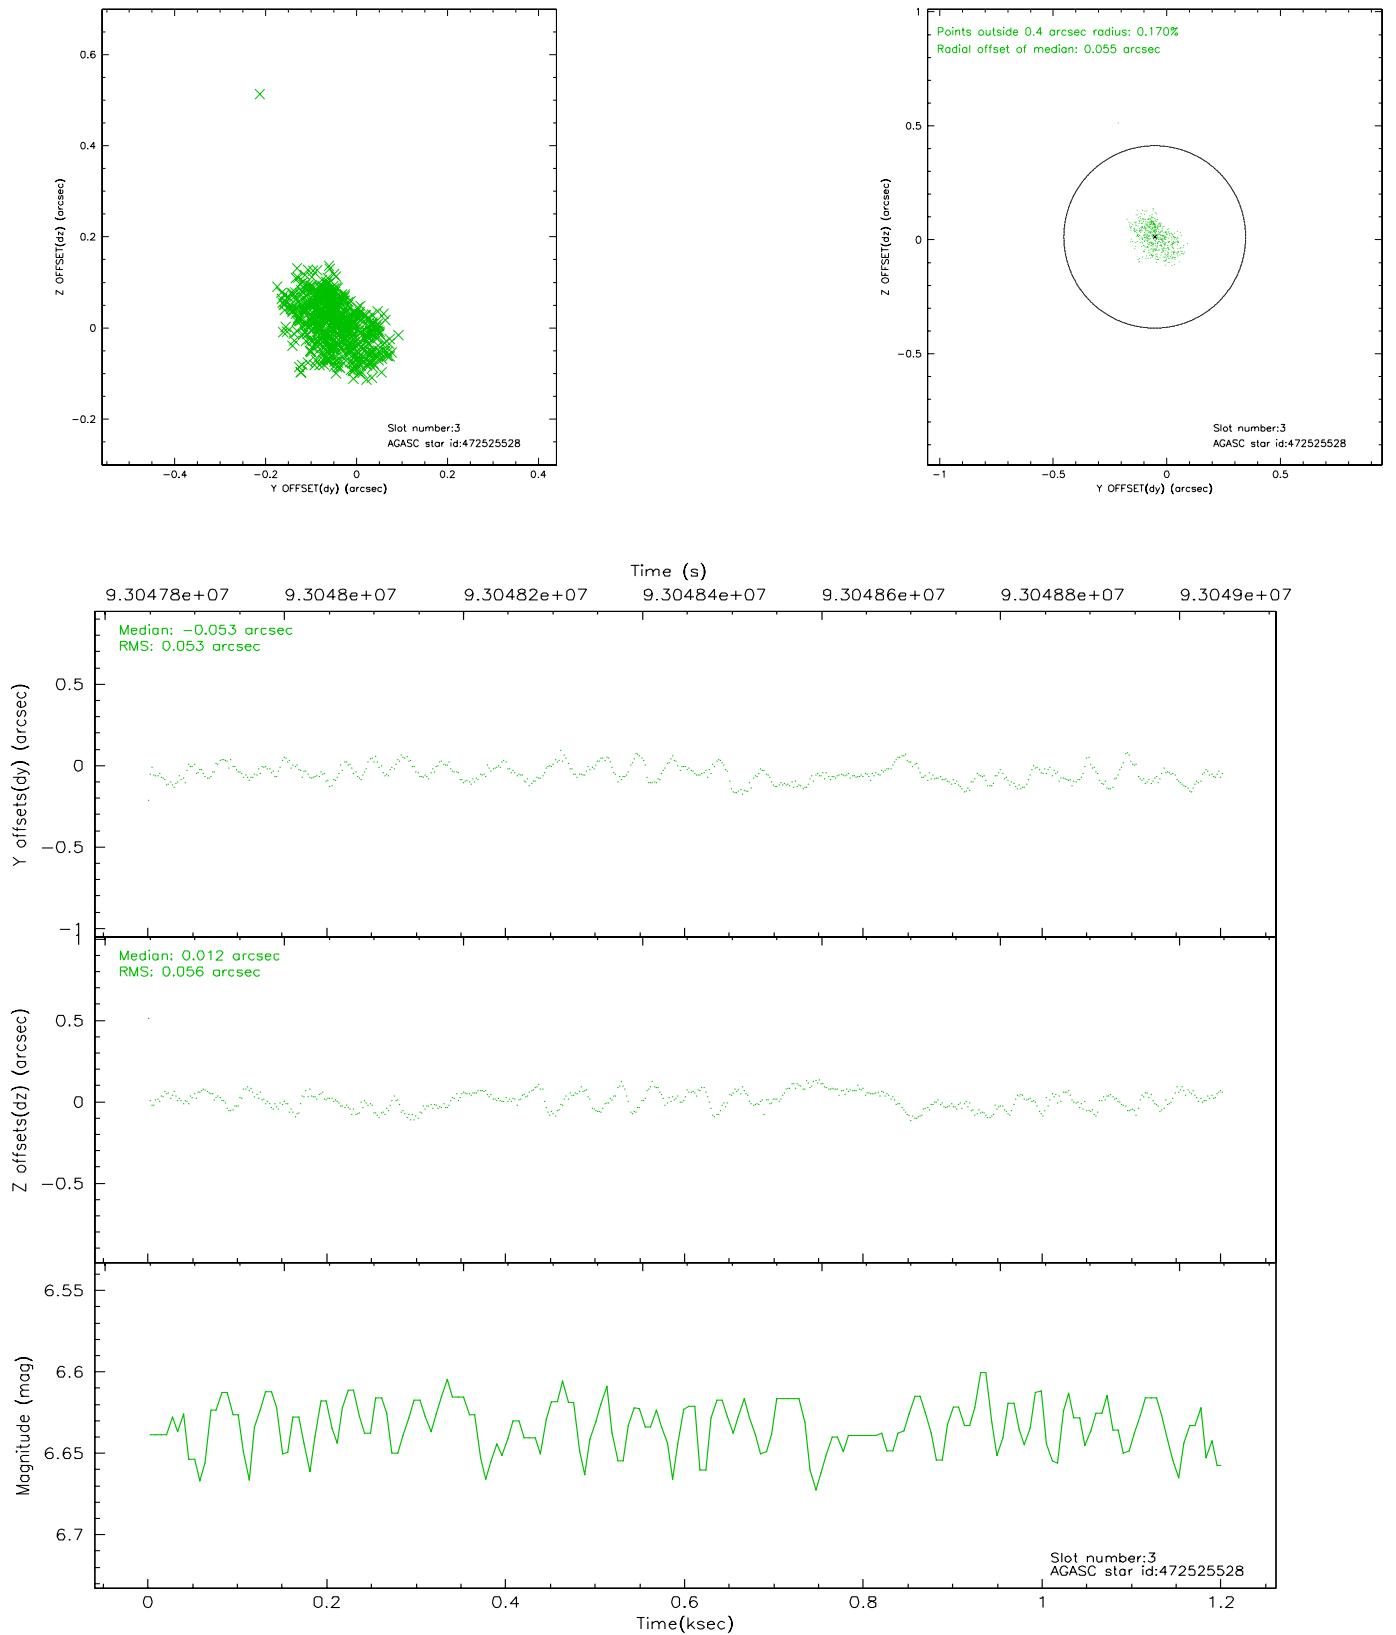 0.6
0.4
0.2
0
−0.2
Z OFFSET(dz) (arcsec)
Slot number:3
AGASC star id:472525528
−0.4 −0.2 0 0.2 0.4
Y OFFSET(dy) (arcsec)
Points outside 0.4 arcsec radius: 0.170%
Radial offset of median: 0.055 arcsec
1
0.5
0
−0.5
Z OFFSET(dz) (arcsec)
Slot number:3
AGASC star id:472525528
−1 −0.5 0 0.5
Y OFFSET(dy) (arcsec)
Time (s)
9.30478e+07 9.3048e+07 9.30482e+07 9.30484e+07 9.30486e+07 9.30488e+07 9.3049e+07
Median: −0.053 arcsec
RMS: 0.053 arcsec
0.5
0
−0.5
−1
Y offsets(dy) (arcsec)
1
Median: 0.012 arcsec
RMS: 0.056 arcsec
0.5
0
−0.5
Z offsets(dz) (arcsec)
6.55
6.6
6.65
6.7
Magnitude (mag)
Slot number:3
AGASC star id:472525528
0 0.2 0.4 0.6 0.8 1 1.2
Time(ksec)